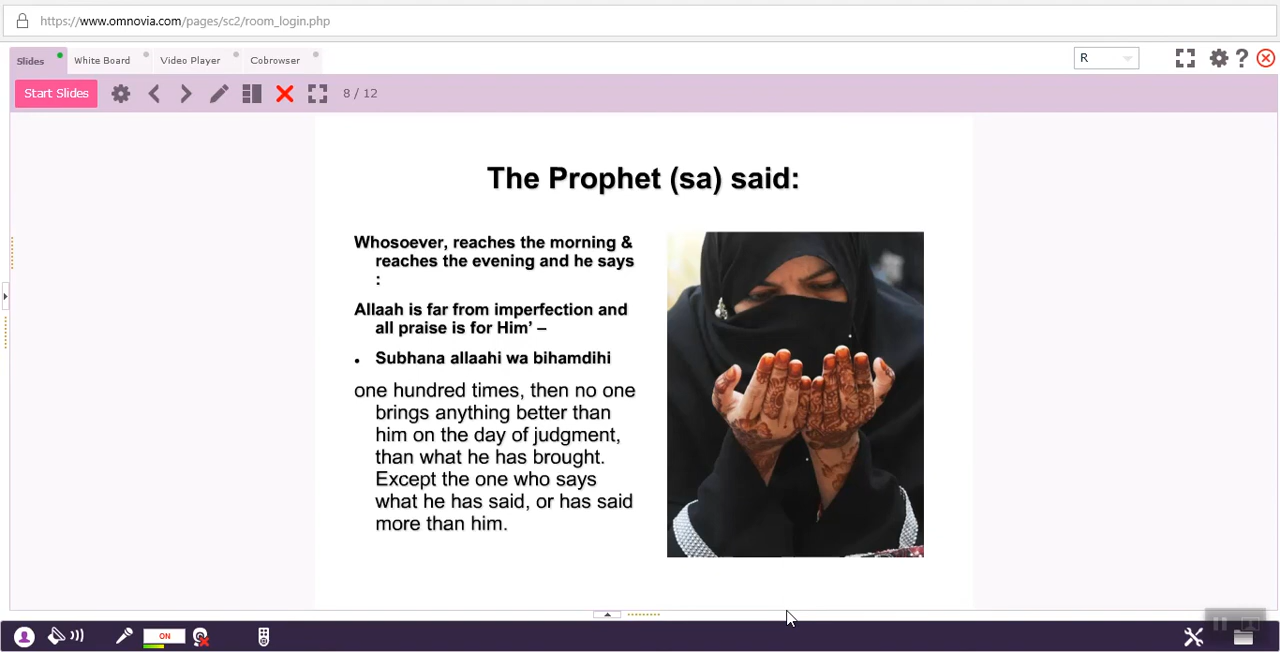 https://www.omnovia.com/pages/sc2/room_login.php
Slides
White Board
Video Player
Cobrowser
R
?
Start Slides
8 / 12
The Prophet (sa) said:
Whosoever, reaches the morning &
reaches the evening and he says
:
Allaah is far from imperfection and
all praise is for Him’ –
• Subhana allaahi wa bihamdihi
one hundred times, then no one
brings anything better than
him on the day of judgment,
than what he has brought.
Except the one who says
what he has said, or has said
more than him.
ON